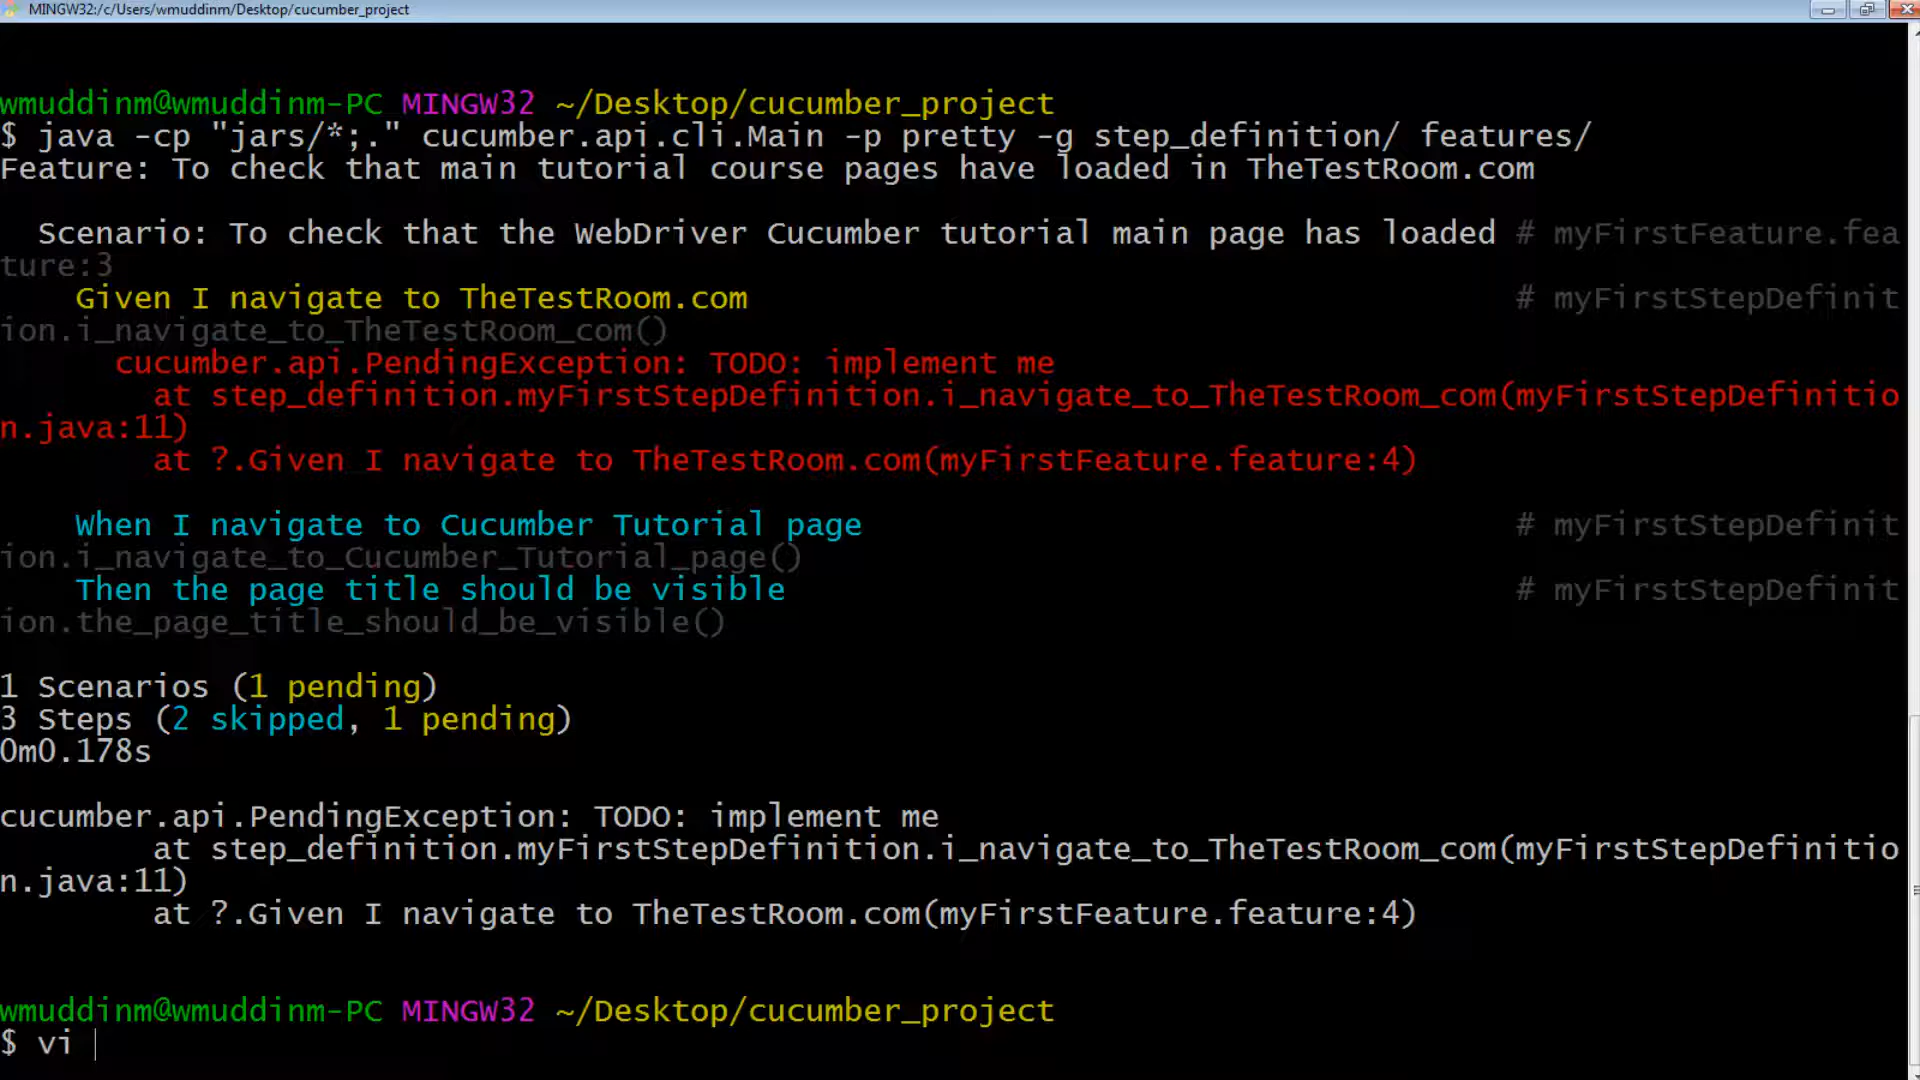 MINGW32:/c/Users/wmuddinm/Desktop/cucumber_project
wmuddinm@wmuddinm-PC MINGW32 ~/Desktop/cucumber_project
$ java -cp "jars/*;." cucumber.api.cli.Main -p pretty -g step_definition/ features/
Feature: To check that main tutorial course pages have loaded in TheTestRoom.com
Scenario: To check that the WebDriver Cucumber tutorial main page has loaded # myFirstFeature.fea
ture:3
Given I navigate to TheTestRoom.com # myFirstStepDefinit
ion.i_navigate_to_TheTestRoom_com()
cucumber.api.PendingException: TODO: implement me
at step_definition.myFirstStepDefinition.i_navigate_to_TheTestRoom_com(myFirstStepDefinitio
n.java:11)
at ?.Given I navigate to TheTestRoom.com(myFirstFeature.feature:4)
When I navigate to Cucumber Tutorial page # myFirstStepDefinit
ion.i_navigate_to_Cucumber_Tutorial_page()
Then the page title should be visible # myFirstStepDefinit
ion.the_page_title_should_be_visible()
1 Scenarios (1 pending)
3 Steps (2 skipped, 1 pending)
0m0.178s
cucumber.api.PendingException: TODO: implement me
at step_definition.myFirstStepDefinition.i_navigate_to_TheTestRoom_com(myFirstStepDefinitio
n.java:11)
at ?.Given I navigate to TheTestRoom.com(myFirstFeature.feature:4)
wmuddinm@wmuddinm-PC MINGW32 ~/Desktop/cucumber_project
$ vi